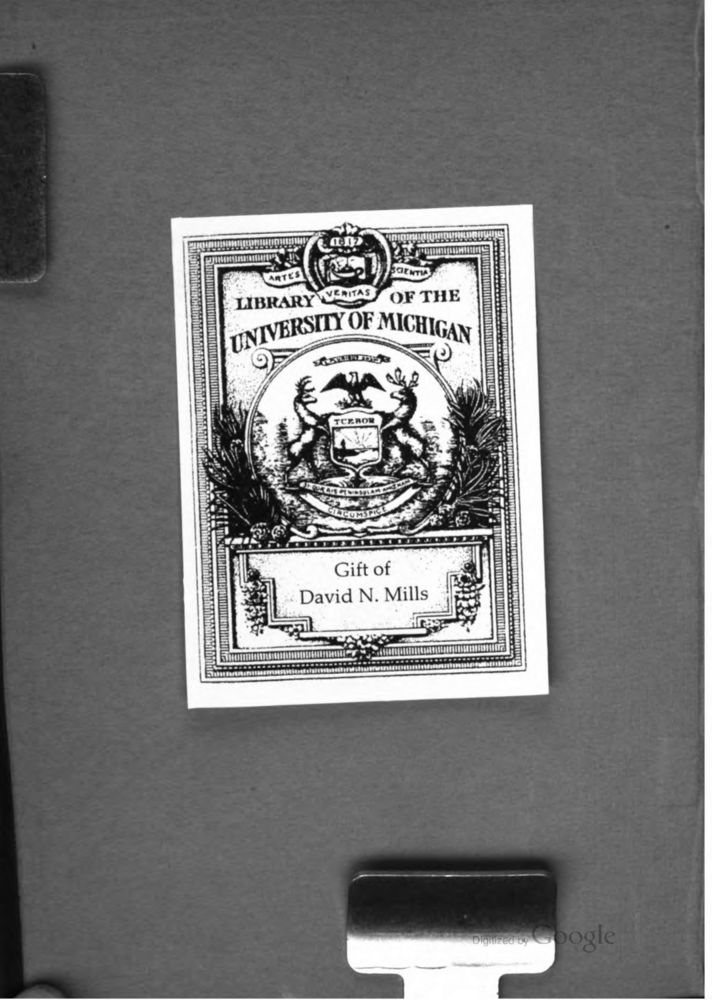 1817
ARTES SCIENTIA
VERITAS
LIBRARY OF THE
UNIVERSITY OF MICHIGAN
TUEBOR
CIRCUMSPICE
Gift of
David N. Mills
Digitized by Google